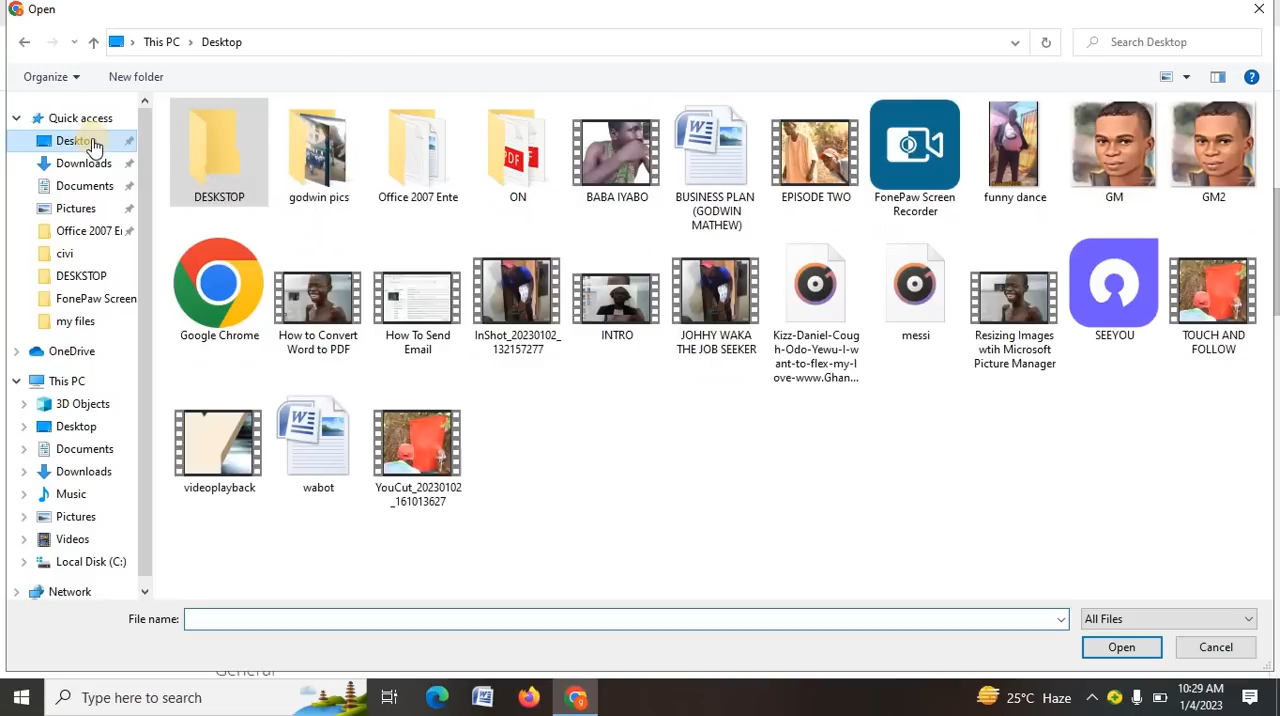 Open
This PC
Desktop
Search Desktop
Organize
New folder
Quick access
Desktop
Downloads
Documents
Pictures
Office 2007 Er
civi
DESKSTOP
FonePaw Screen
my files
OneDrive
This PC
3D Objects
Desktop
Documents
Downloads
Music
Pictures
Videos
Local Disk (C:)
Network
DESKSTOP
godwin pics
Office 2007 Ente
PDF
ON
BABA IYABO
BUSINESS PLAN
(GODWIN
MATHEW)
EPISODE TWO
FonePaw Screen
Recorder
funny dance
GM
GM2
Google Chrome
How to Convert
Word to PDF
How To Send
Email
InShot_20230102_
132157277
INTRO
JOHHY WAKA
THE JOB SEEKER
Kizz-Daniel-Coug
h-Odo-Yewu-I-w
ant-to-flex-my-l
ove-www.Ghan...
messi
Resizing Images
wtih Microsoft
Picture Manager
SEEYOU
TOUCH AND
FOLLOW
videoplayback
wabot
YouCut_20230102
_161013627
File name:
All Files
Open
Cancel
General
Type here to search
25°C Haze
10:29 AM
1/4/2023